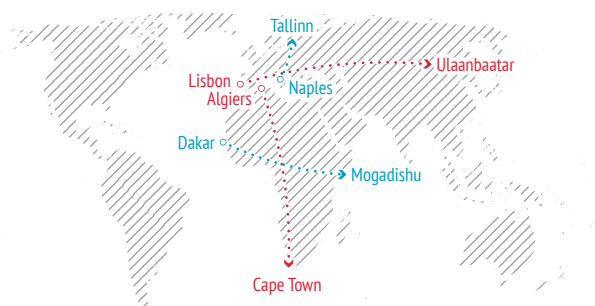 Tallinn
Ulaanbaatar
Lisbon
Naples
Algiers
Dakar
Mogadishu
Cape Town